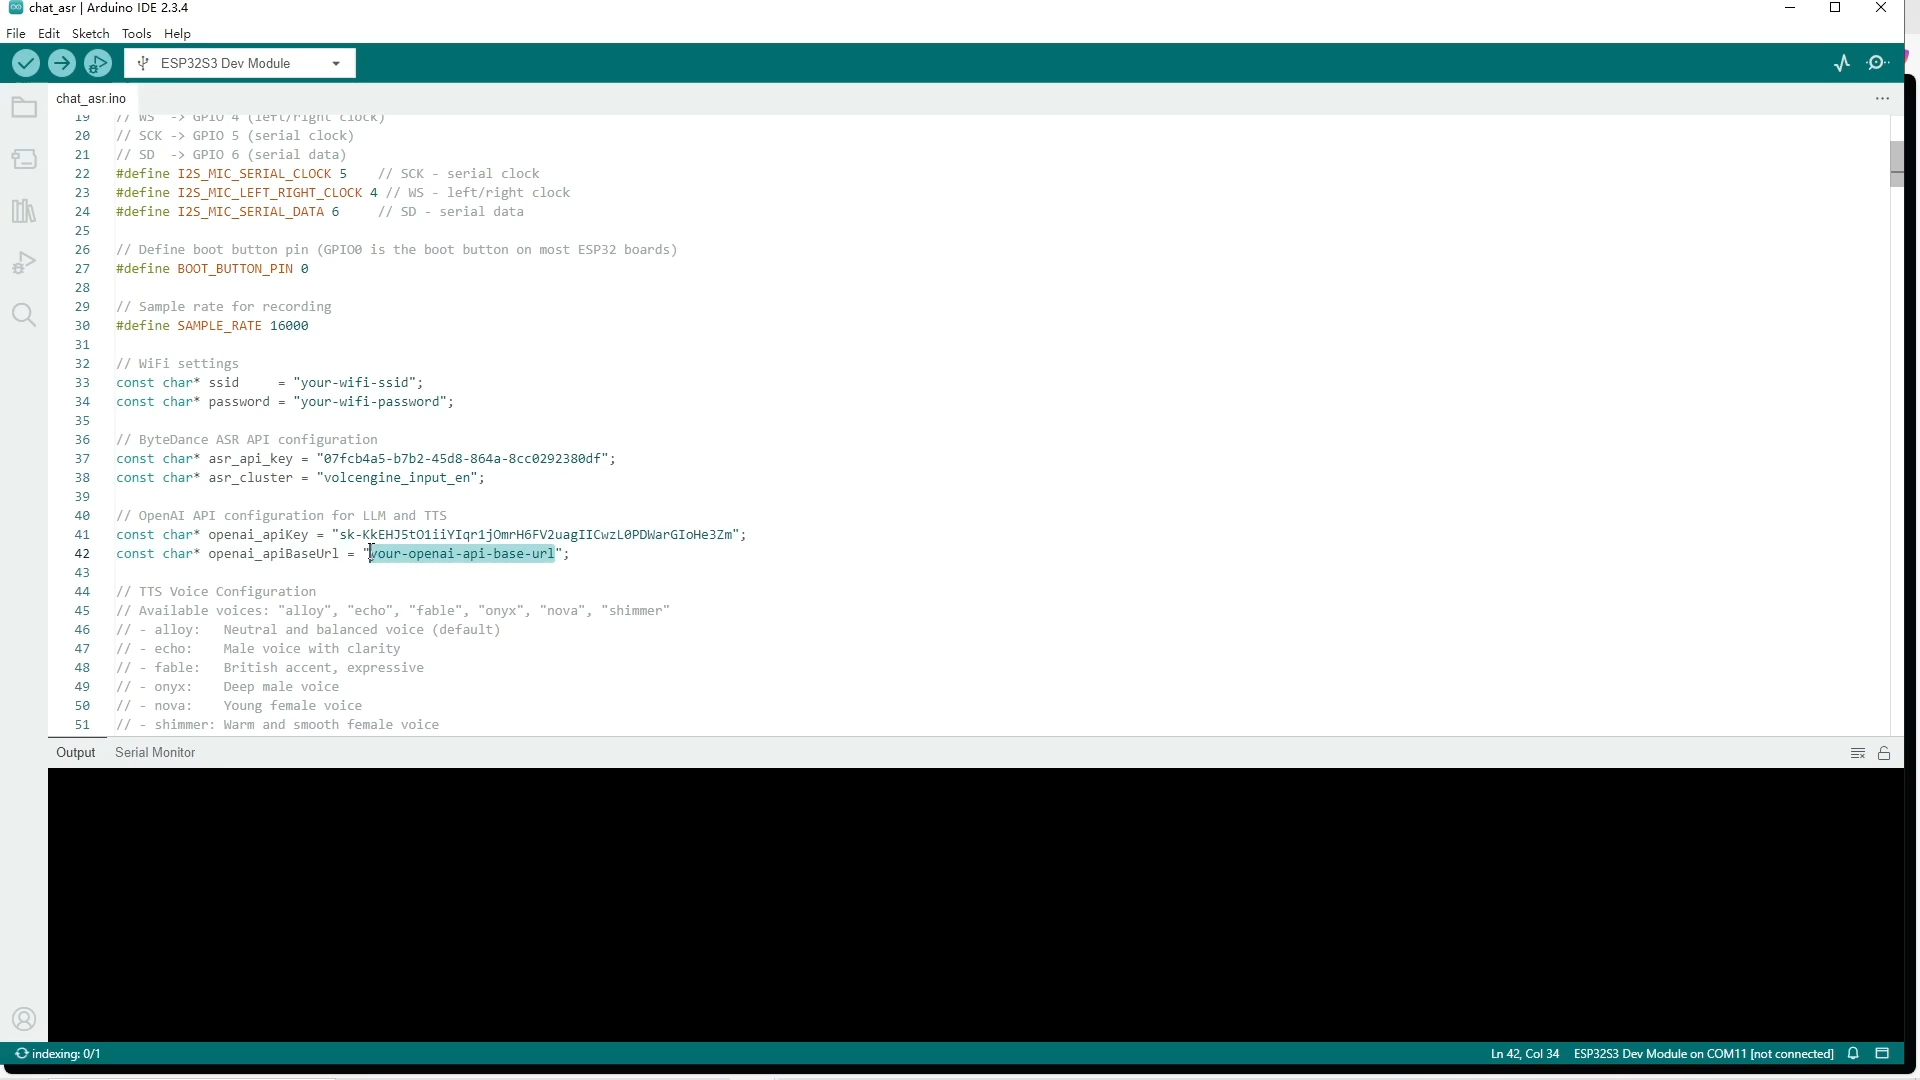 chat_asr | Arduino IDE 2.3.4
File Edit Sketch Tools Help
ESP32S3 Dev Module
chat_asr.ino
19 // WS -> GPIO 4 (left/right clock)
20 // SCK -> GPIO 5 (serial clock)
21 // SD -> GPIO 6 (serial data)
22 #define I2S_MIC_SERIAL_CLOCK 5 // SCK - serial clock
23 #define I2S_MIC_LEFT_RIGHT_CLOCK 4 // WS - left/right clock
24 #define I2S_MIC_SERIAL_DATA 6 // SD - serial data
25
26 // Define boot button pin (GPIO0 is the boot button on most ESP32 boards)
27 #define BOOT_BUTTON_PIN 0
28
29 // Sample rate for recording
30 #define SAMPLE_RATE 16000
31
32 // WiFi settings
33 const char* ssid = "your-wifi-ssid";
34 const char* password = "your-wifi-password";
35
36 // ByteDance ASR API configuration
37 const char* asr_api_key = "07fcb4a5-b7b2-45d8-864a-8cc0292380df";
38 const char* asr_cluster = "volcengine_input_en";
39
40 // OpenAI API configuration for LLM and TTS
41 const char* openai_apiKey = "sk-KkEHJ5tO1iiYIqr1jOmrH6FV2uagIICwzL0PDWarGIoHe3Zm";
42 const char* openai_apiBaseUrl = "your-openai-api-base-url";
43
44 // TTS Voice Configuration
45 // Available voices: "alloy", "echo", "fable", "onyx", "nova", "shimmer"
46 // - alloy: Neutral and balanced voice (default)
47 // - echo: Male voice with clarity
48 // - fable: British accent, expressive
49 // - onyx: Deep male voice
50 // - nova: Young female voice
51 // - shimmer: Warm and smooth female voice
Output Serial Monitor
indexing: 0/1 Ln 42, Col 34 ESP32S3 Dev Module on COM11 [not connected]